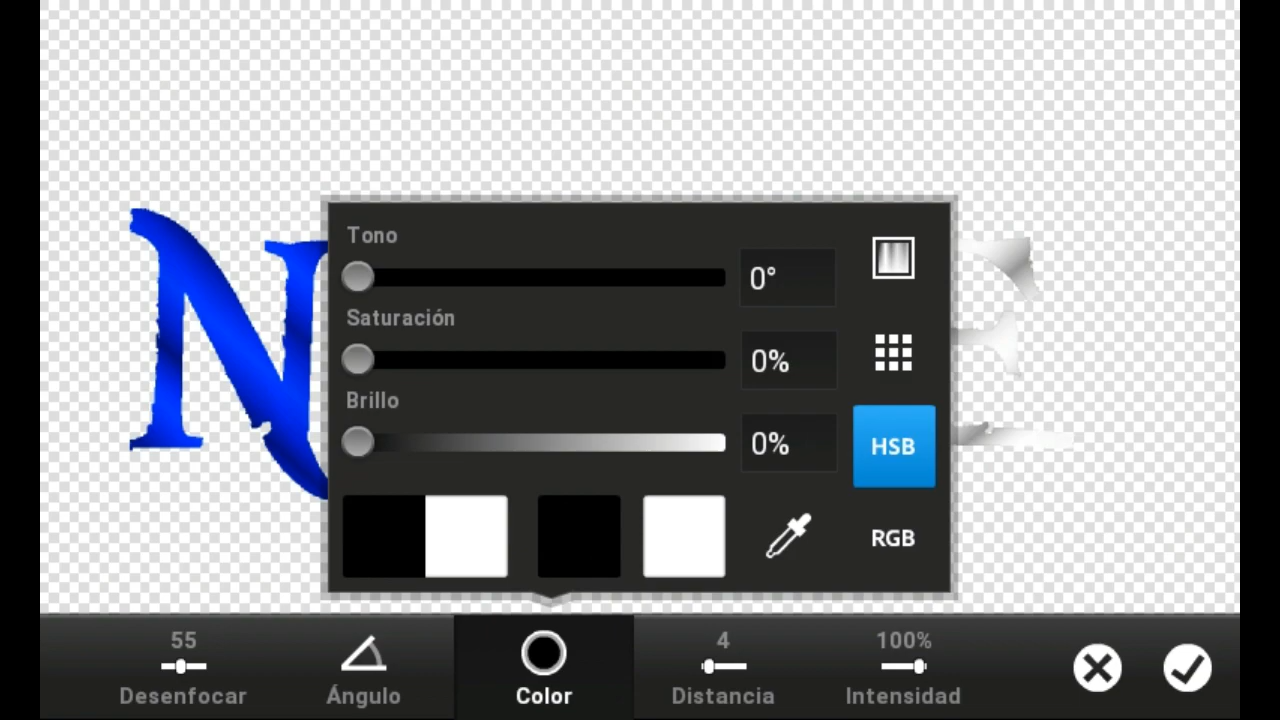 Tono
0°
Saturación
0%
Brillo
0%
HSB
RGB
N
E
55
4
100%
Desenfocar
Ángulo
Color
Distancia
Intensidad